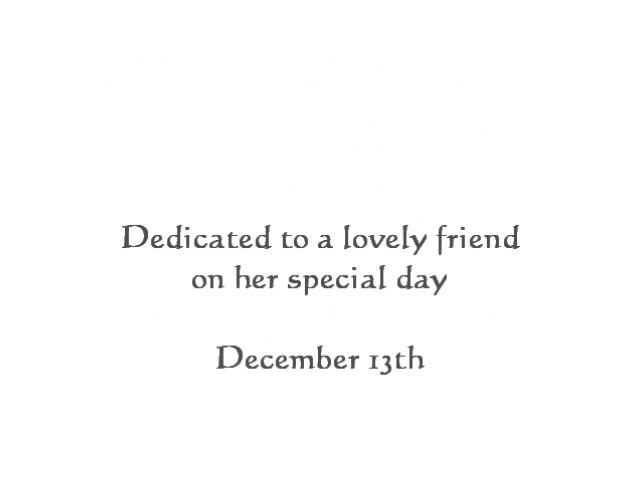 Dedicated to a lovely friend
on her special day
December 13th